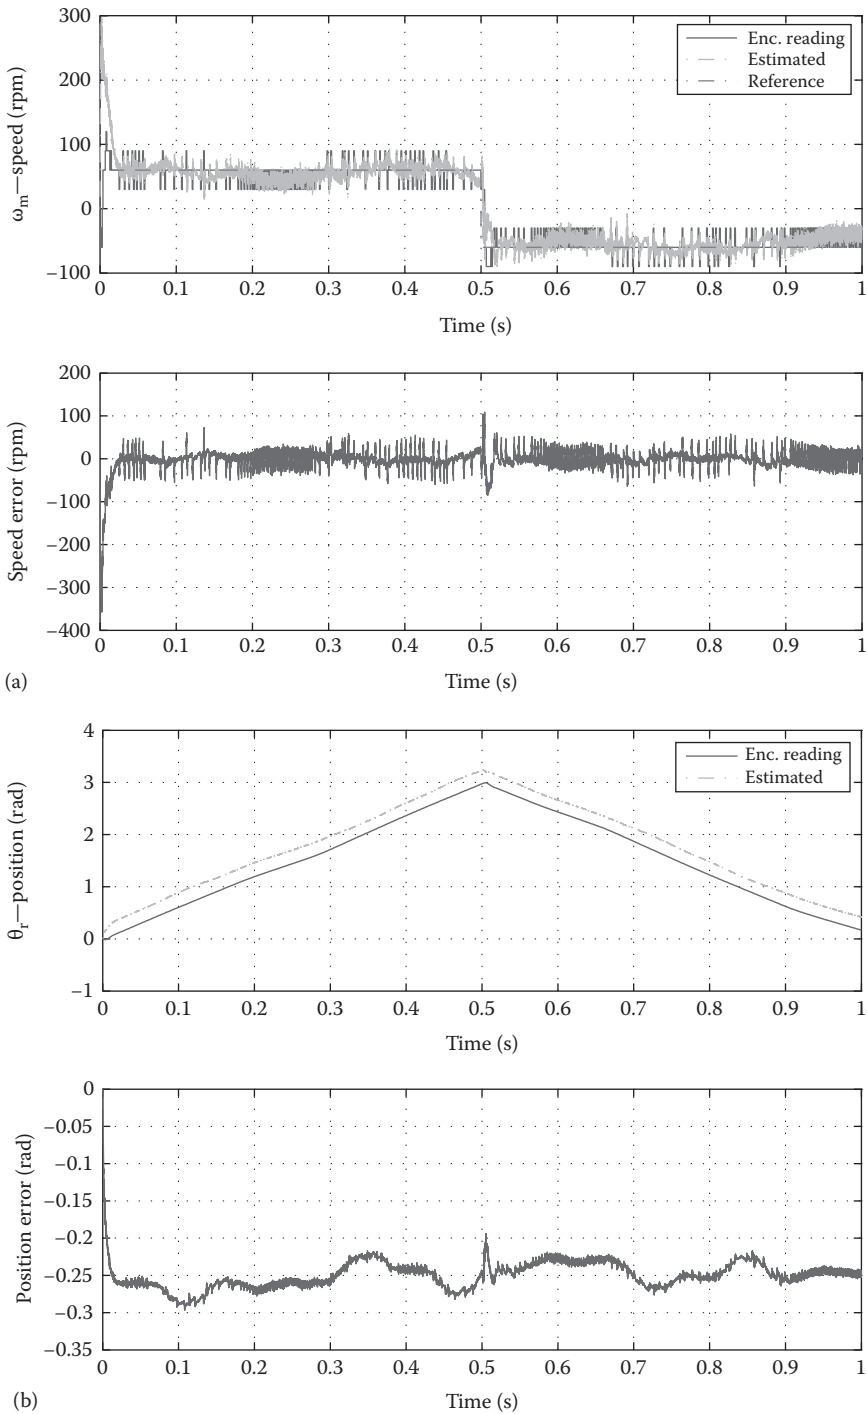 300
200
100
0
−100
ω_m—speed (rpm)
Enc. reading
Estimated
Reference
0 0.1 0.2 0.3 0.4 0.5 0.6 0.7 0.8 0.9 1
Time (s)
200
100
0
−100
−200
−300
−400
Speed error (rpm)
0 0.1 0.2 0.3 0.4 0.5 0.6 0.7 0.8 0.9 1
(a)
Time (s)
4
3
2
1
0
−1
θ_r—position (rad)
Enc. reading
Estimated
0 0.1 0.2 0.3 0.4 0.5 0.6 0.7 0.8 0.9 1
Time (s)
0
−0.05
−0.1
−0.15
−0.2
−0.25
−0.3
−0.35
Position error (rad)
0 0.1 0.2 0.3 0.4 0.5 0.6 0.7 0.8 0.9 1
(b)
Time (s)